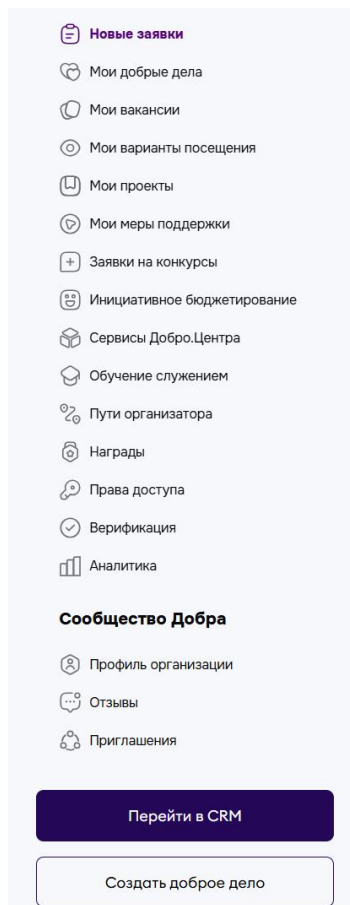 Новые заявки
Мои добрые дела
Мои вакансии
Мои варианты посещения
Мои проекты
Мои меры поддержки
Заявки на конкурсы
Инициативное бюджетирование
Сервисы Добро.Центра
Обучение служением
Пути организатора
Награды
Права доступа
Верификация
Аналитика
Сообщество Добра
Профиль организации
Отзывы
Приглашения
Перейти в CRM
Создать доброе дело